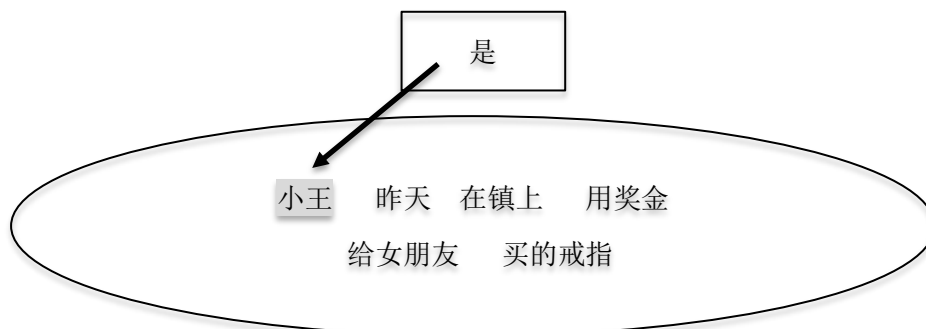 是
小王 昨天 在镇上 用奖金
给女朋友 买的戒指